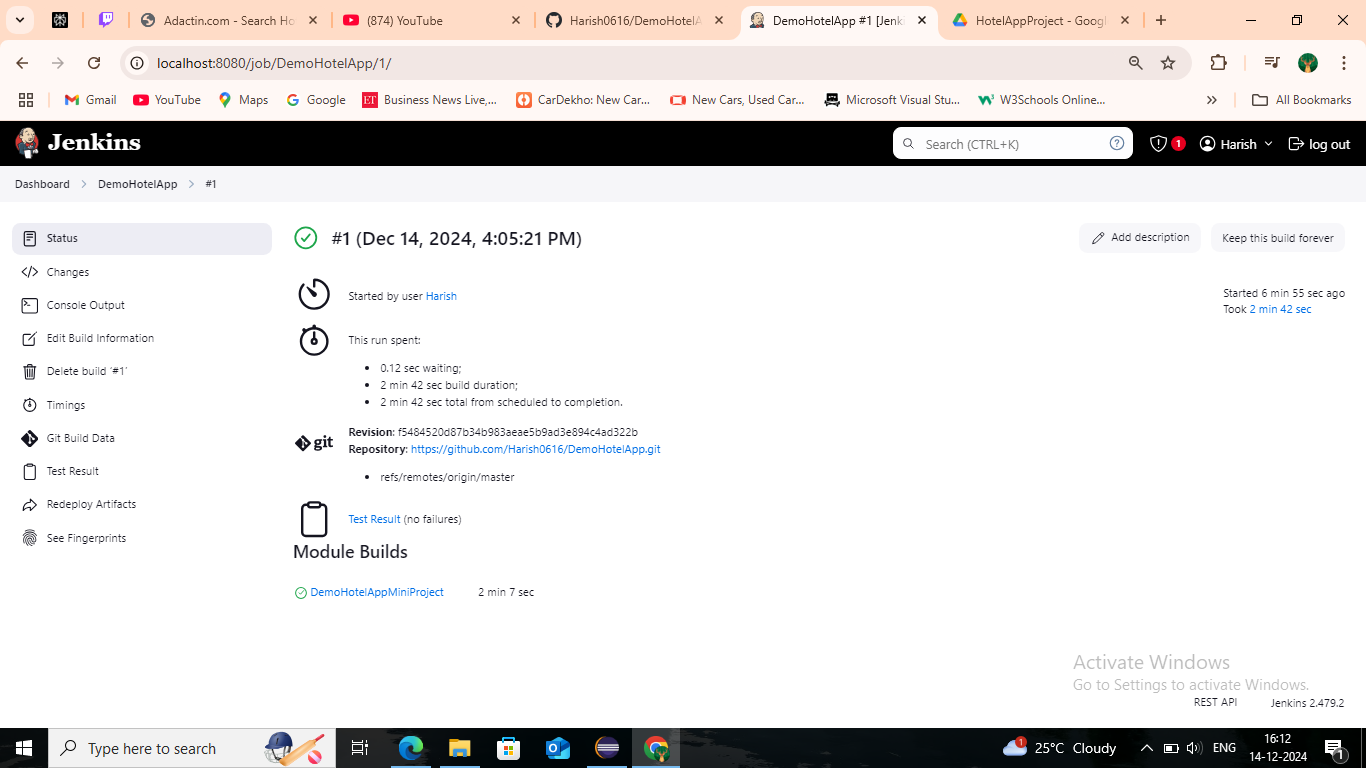 Adactin.com - Search Ho
(874) YouTube
Harish0616/DemoHotelA
DemoHotelApp #1 [Jenki
HotelAppProject - Googl
localhost:8080/job/DemoHotelApp/1/
Gmail
YouTube
Maps
Google
ET
Business News Live,...
CarDekho: New Car...
New Cars, Used Car...
Microsoft Visual Stu...
W3Schools Online...
All Bookmarks
Jenkins
Search (CTRL+K)
1
Harish
log out
Dashboard > DemoHotelApp > #1
Status
Changes
Console Output
Edit Build Information
Delete build ‘#1’
Timings
Git Build Data
Test Result
Redeploy Artifacts
See Fingerprints
#1 (Dec 14, 2024, 4:05:21 PM)
Add description
Keep this build forever
Started by user Harish
Started 6 min 55 sec ago
Took 2 min 42 sec
This run spent:
0.12 sec waiting;
2 min 42 sec build duration;
2 min 42 sec total from scheduled to completion.
git
Revision: f5484520d87b34b983aeae5b9ad3e894c4ad322b
Repository: https://github.com/Harish0616/DemoHotelApp.git
refs/remotes/origin/master
Test Result (no failures)
Module Builds
DemoHotelAppMiniProject 2 min 7 sec
Activate Windows
Go to Settings to activate Windows.
REST API
Jenkins 2.479.2
Type here to search
1
25°C Cloudy
ENG
16:12
14-12-2024
1